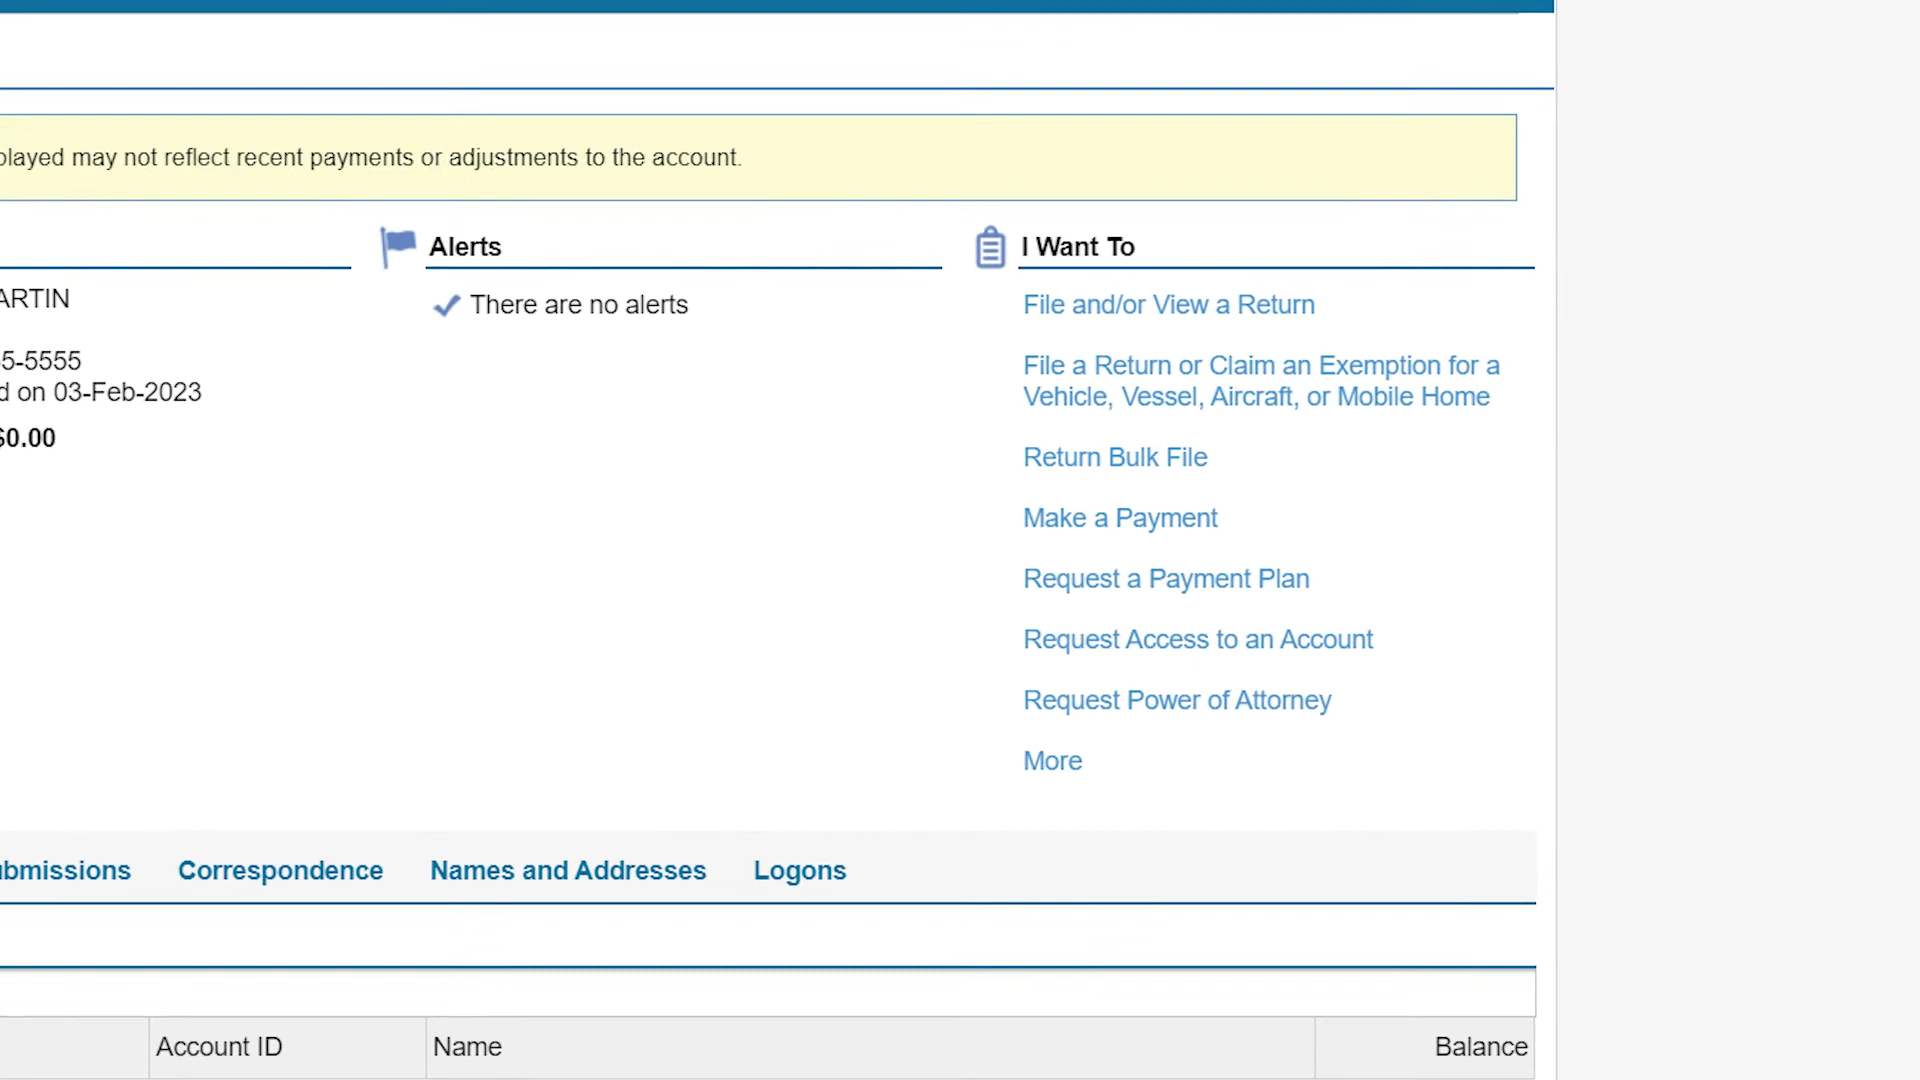 played may not reflect recent payments or adjustments to the account.
Alerts
I Want To
ARTIN
There are no alerts
File and/or View a Return
5-5555
d on 03-Feb-2023
$0.00
File a Return or Claim an Exemption for a
Vehicle, Vessel, Aircraft, or Mobile Home
Return Bulk File
Make a Payment
Request a Payment Plan
Request Access to an Account
Request Power of Attorney
More
ubmissions Correspondence Names and Addresses Logons
Account ID Name Balance